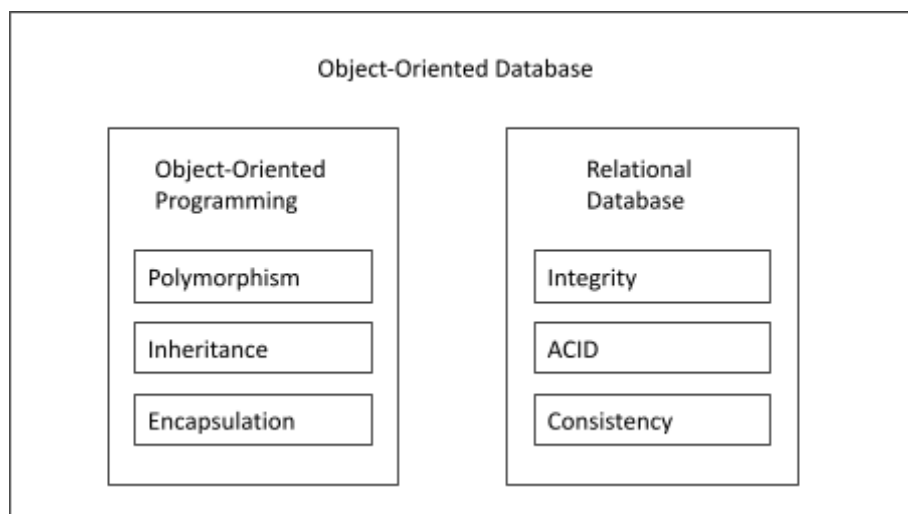 Object-Oriented Database
Object-Oriented
Programming
Polymorphism
Inheritance
Encapsulation
Relational
Database
Integrity
ACID
Consistency